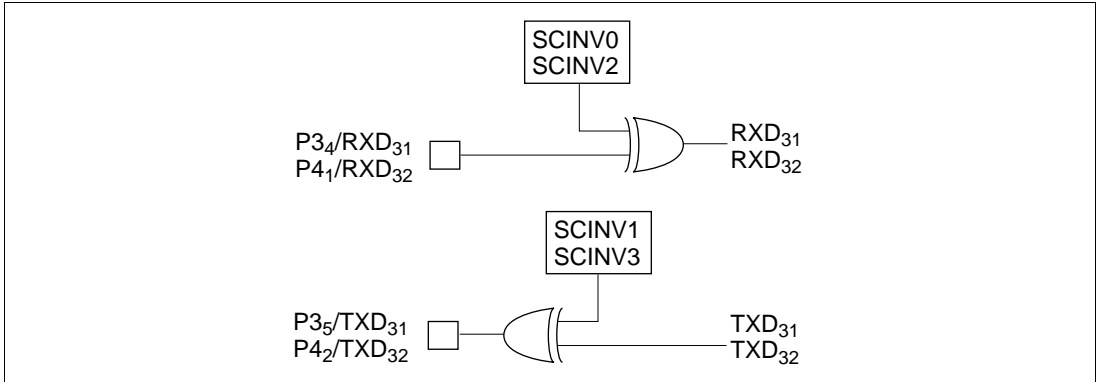 SCINV0
SCINV2
P3₄/RXD₃₁
P4₁/RXD₃₂
RXD₃₁
RXD₃₂
SCINV1
SCINV3
P3₅/TXD₃₁
P4₂/TXD₃₂
TXD₃₁
TXD₃₂